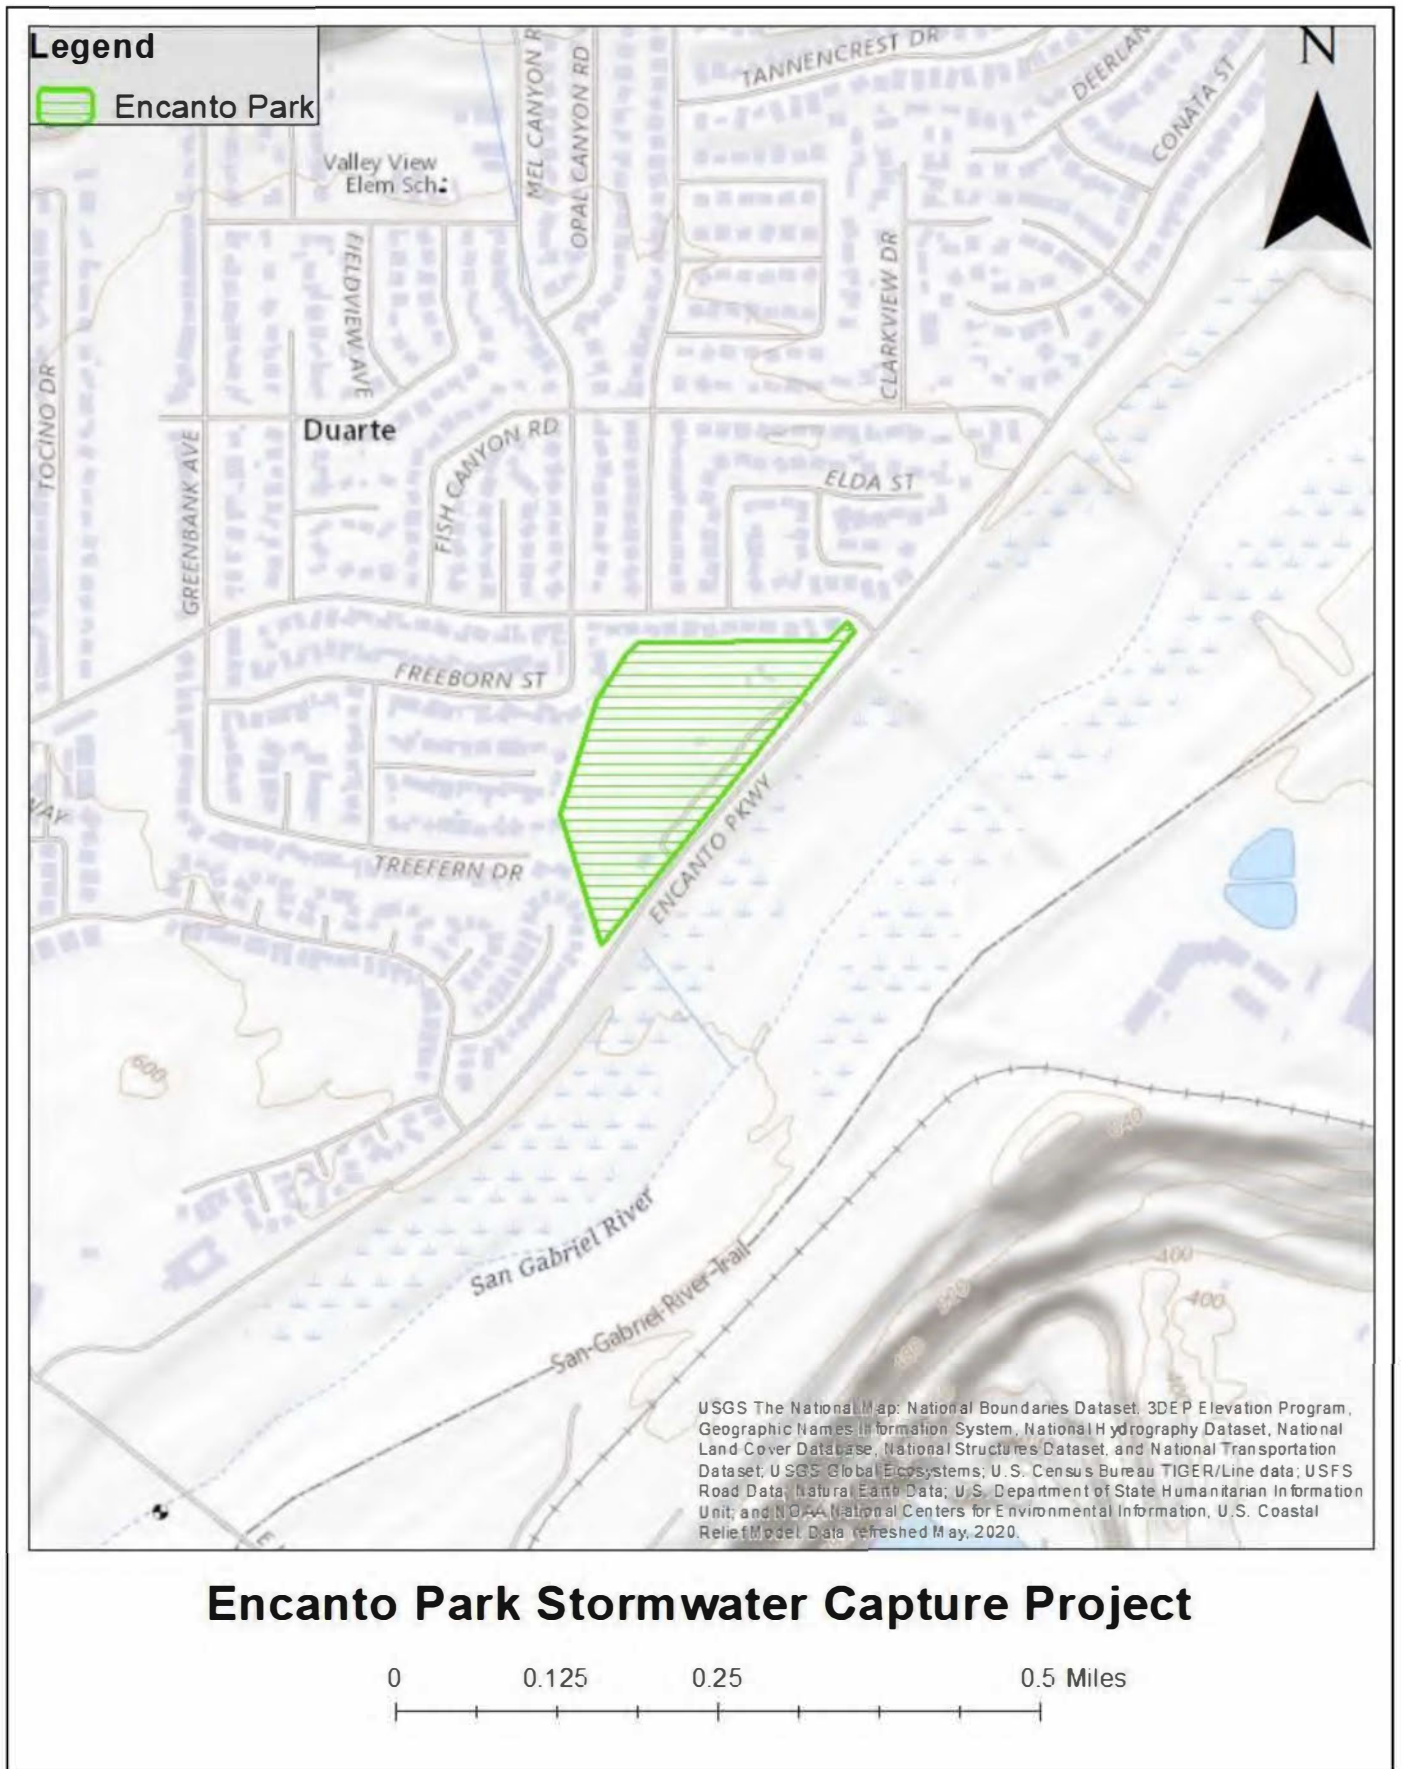 Legend
Encanto Park
N
TANNENCREST DR
DEERLAN
CONATA ST
MEL CANYON R
OPAL CANYON RD
Valley View
Elem Sch
FIELDVIEW AVE
CLARKVIEW DR
TOCINO DR
Duarte
FISH CANYON RD
GREENBANK AVE
ELDA ST
FREEBORN ST
WAY
TREEFERN DR
ENCANTO PKWY
600
640
San Gabriel River
San Gabriel River Trail
400
400
USGS The National Map: National Boundaries Dataset, 3DEP Elevation Program,
Geographic Names Information System, National Hydrography Dataset, National
Land Cover Database, National Structures Dataset, and National Transportation
Dataset; USGS Global Ecosystems; U.S. Census Bureau TIGER/Line data; USFS
Road Data; Natural Earth Data; U.S. Department of State Humanitarian Information
Unit; and NOAA National Centers for Environmental Information, U.S. Coastal
Relief Model. Data refreshed May, 2020.
Encanto Park Stormwater Capture Project
0 0.125 0.25 0.5 Miles